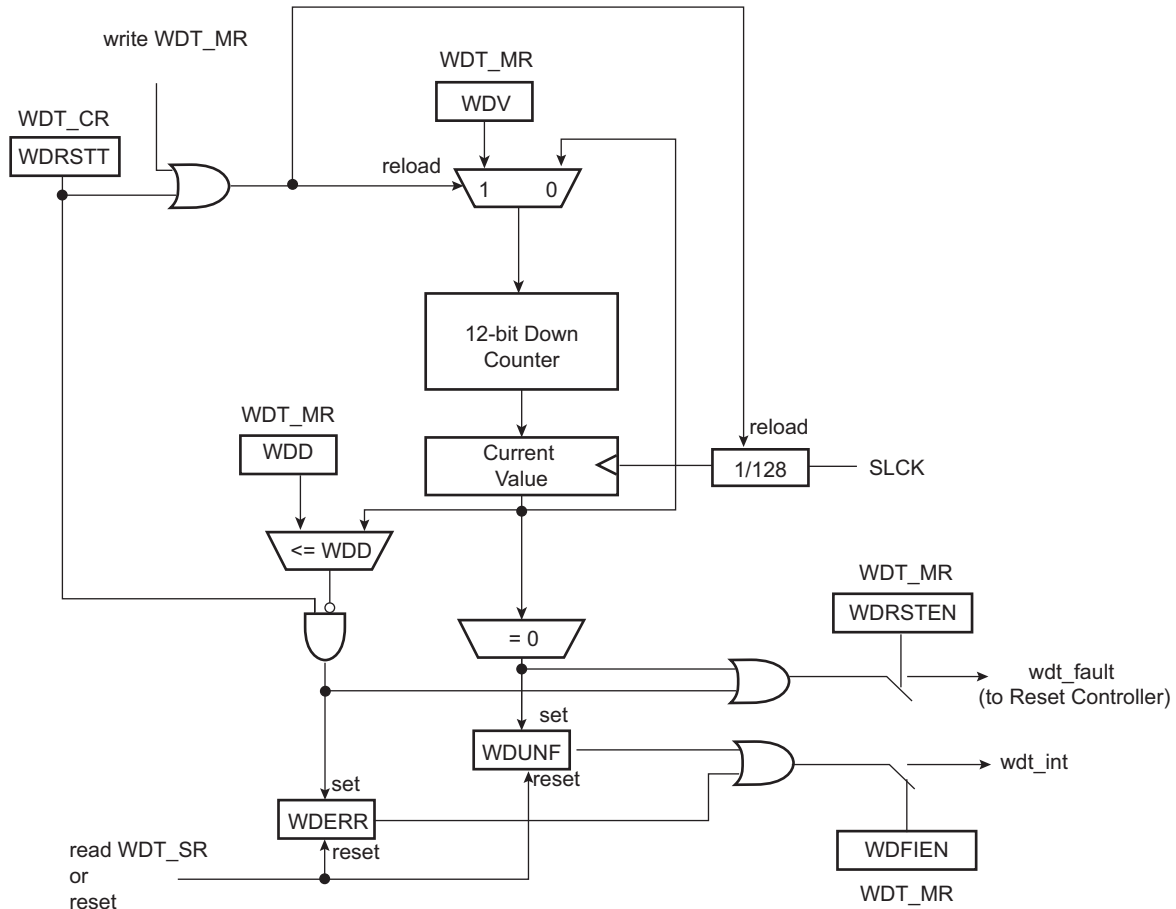 write WDT_MR
WDT_MR
WDV
WDT_CR
WDRSTT
reload
1 0
12-bit Down
Counter
WDT_MR
WDD
Current
Value
reload
1/128
SLCK
<= WDD
= 0
WDT_MR
WDRSTEN
wdt_fault
(to Reset Controller)
set
WDUNF
reset
wdt_int
set
WDERR
reset
read WDT_SR
or
reset
WDFIEN
WDT_MR